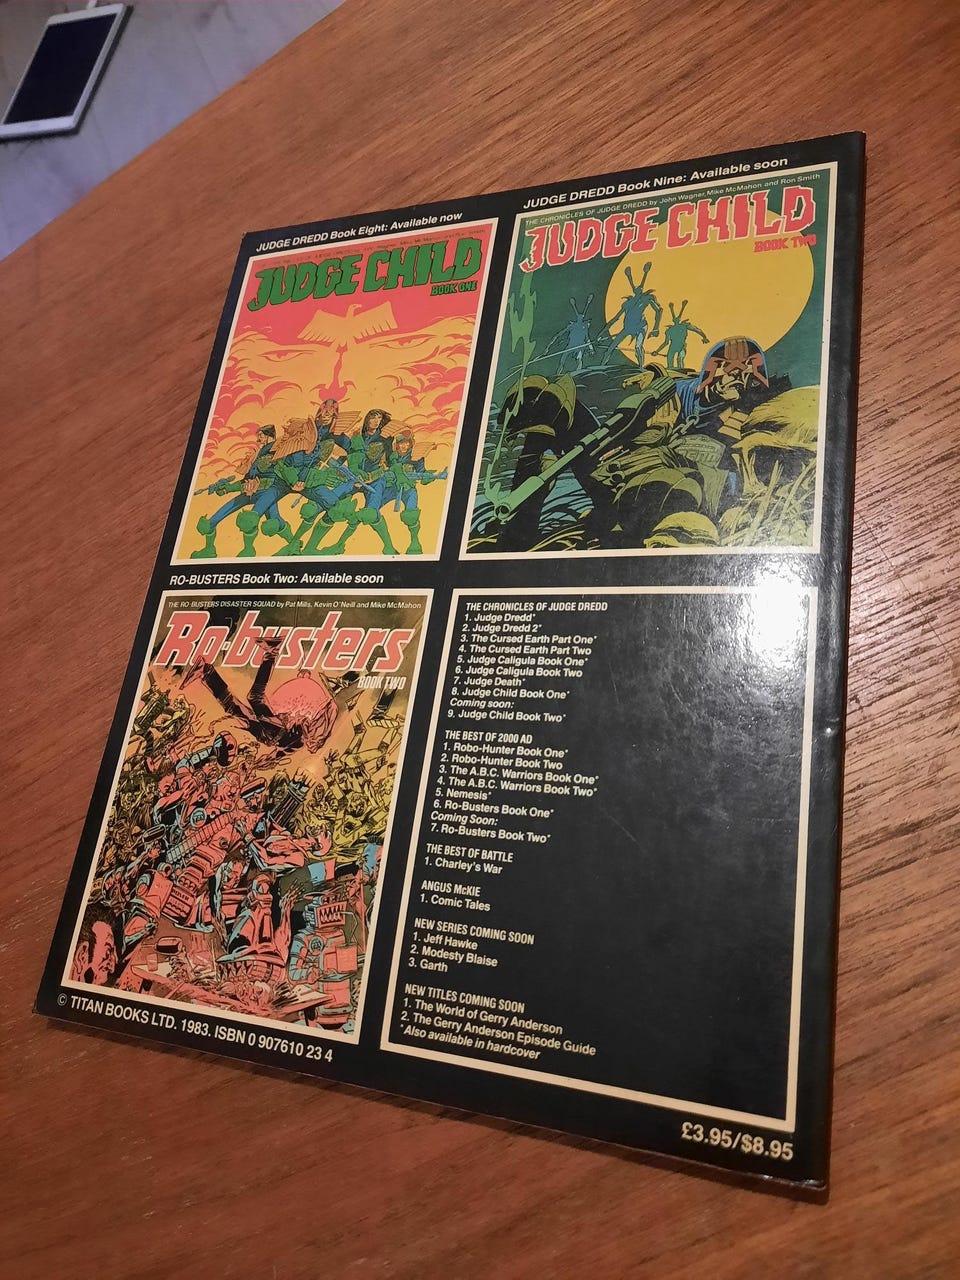 JUDGE DREDD Book Eight: Available now
JUDGE CHILD
BOOK ONE
JUDGE DREDD Book Nine: Available soon
THE CHRONICLES OF JUDGE DREDD by John Wagner, Mike McMahon and Ron Smith
JUDGE CHILD
BOOK TWO
RO-BUSTERS Book Two: Available soon
THE RO-BUSTERS DISASTER SQUAD by Pat Mills, Kevin O'Neill and Mike McMahon
Ro-busters
BOOK TWO
THE CHRONICLES OF JUDGE DREDD
1. Judge Dredd*
2. Judge Dredd 2*
3. The Cursed Earth Part One*
4. The Cursed Earth Part Two
5. Judge Caligula Book One*
6. Judge Caligula Book Two
7. Judge Death*
8. Judge Child Book One*
Coming soon:
9. Judge Child Book Two*
THE BEST OF 2000 AD
1. Robo-Hunter Book One*
2. Robo-Hunter Book Two
3. The A.B.C. Warriors Book One*
4. The A.B.C. Warriors Book Two*
5. Nemesis*
6. Ro-Busters Book One*
Coming Soon:
7. Ro-Busters Book Two*
THE BEST OF BATTLE
1. Charley's War
ANGUS McKIE
1. Comic Tales
NEW SERIES COMING SOON
1. Jeff Hawke
2. Modesty Blaise
3. Garth
NEW TITLES COMING SOON
1. The World of Gerry Anderson
2. The Gerry Anderson Episode Guide
*Also available in hardcover
© TITAN BOOKS LTD. 1983. ISBN 0 907610 23 4
£3.95/$8.95